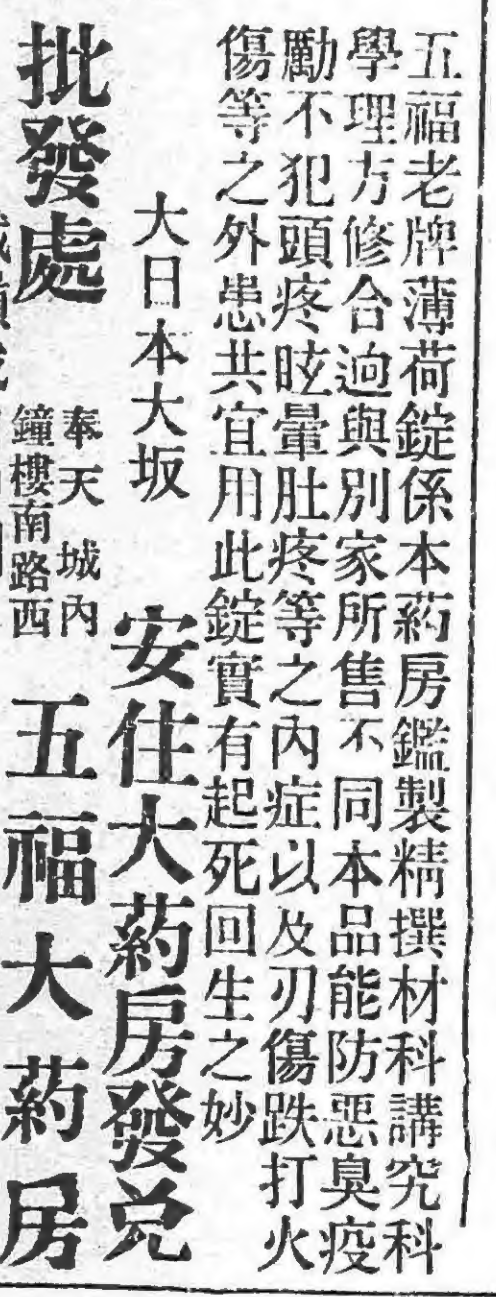 五福老牌薄荷錠係本葯房鑑製精撰材科講究科
學理方修合逈與別家所售不同本品能防惡臭疫
勵不犯頭疼眩暈肚疼等之內症以及刃傷跌打火
傷等之外患共宜用此錠實有起死回生之妙
大日本大坂 安住大葯房發兌
批發處 奉天城內
鐘樓南路西 五福大葯房